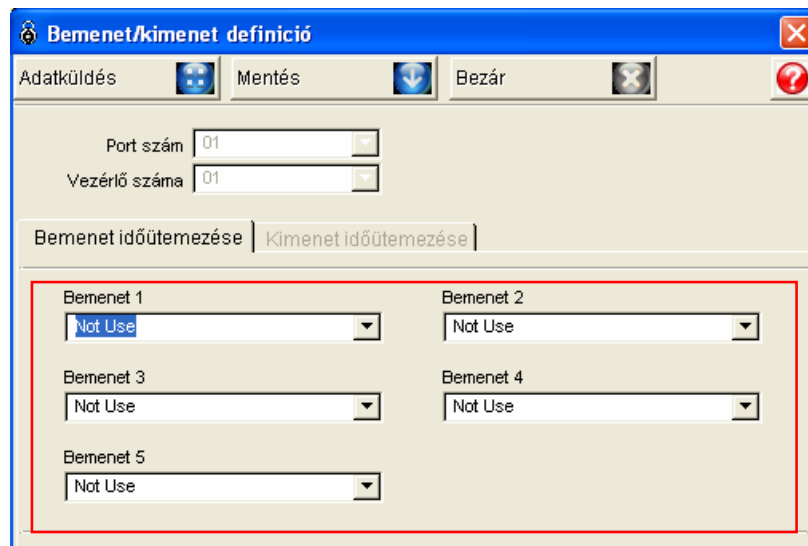 Bemenet/kimenet definició
Adatküldés Mentés Bezár
Port szám 01
Vezérlő száma 01
Bemenet időütemezése Kimenet időütemezése
Bemenet 1 Bemenet 2
Not Use Not Use
Bemenet 3 Bemenet 4
Not Use Not Use
Bemenet 5
Not Use